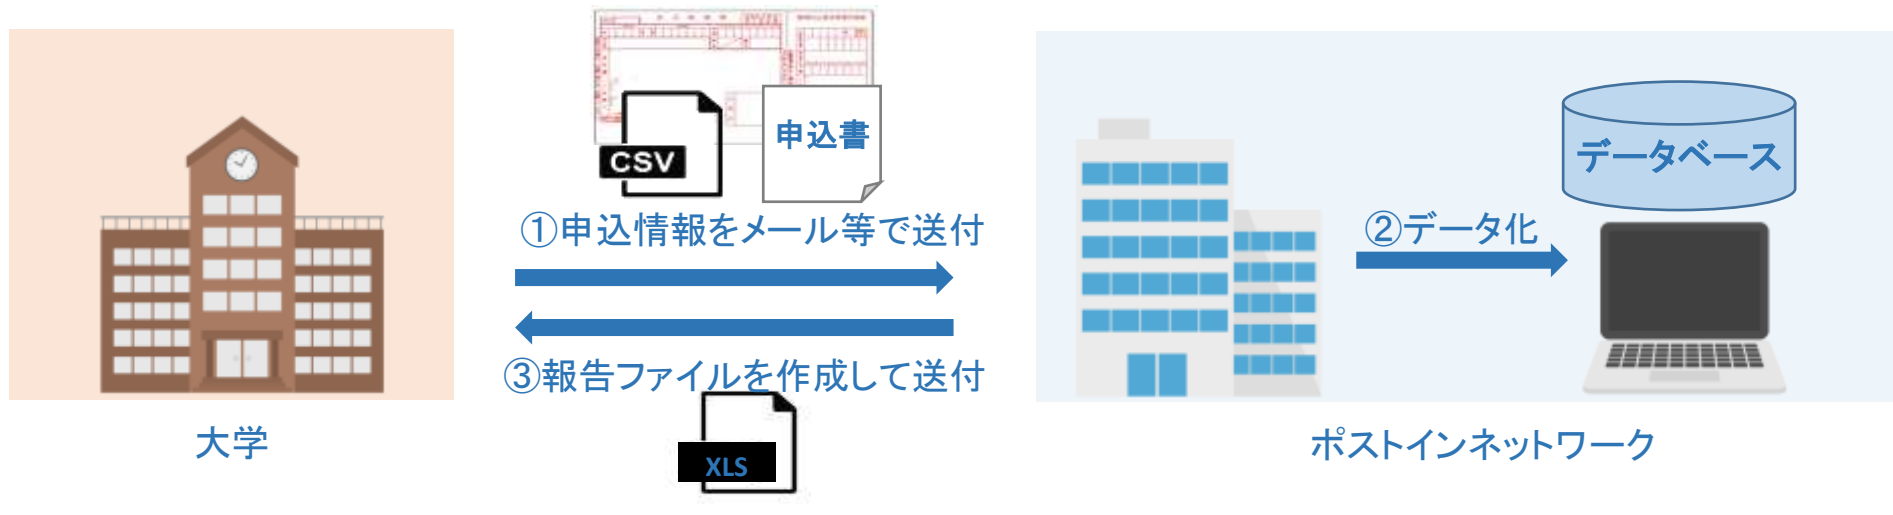 CSV
申込書
①申込情報をメール等で送付
③報告ファイルを作成して送付
XLS
大学
データベース
②データ化
ポストインネットワーク